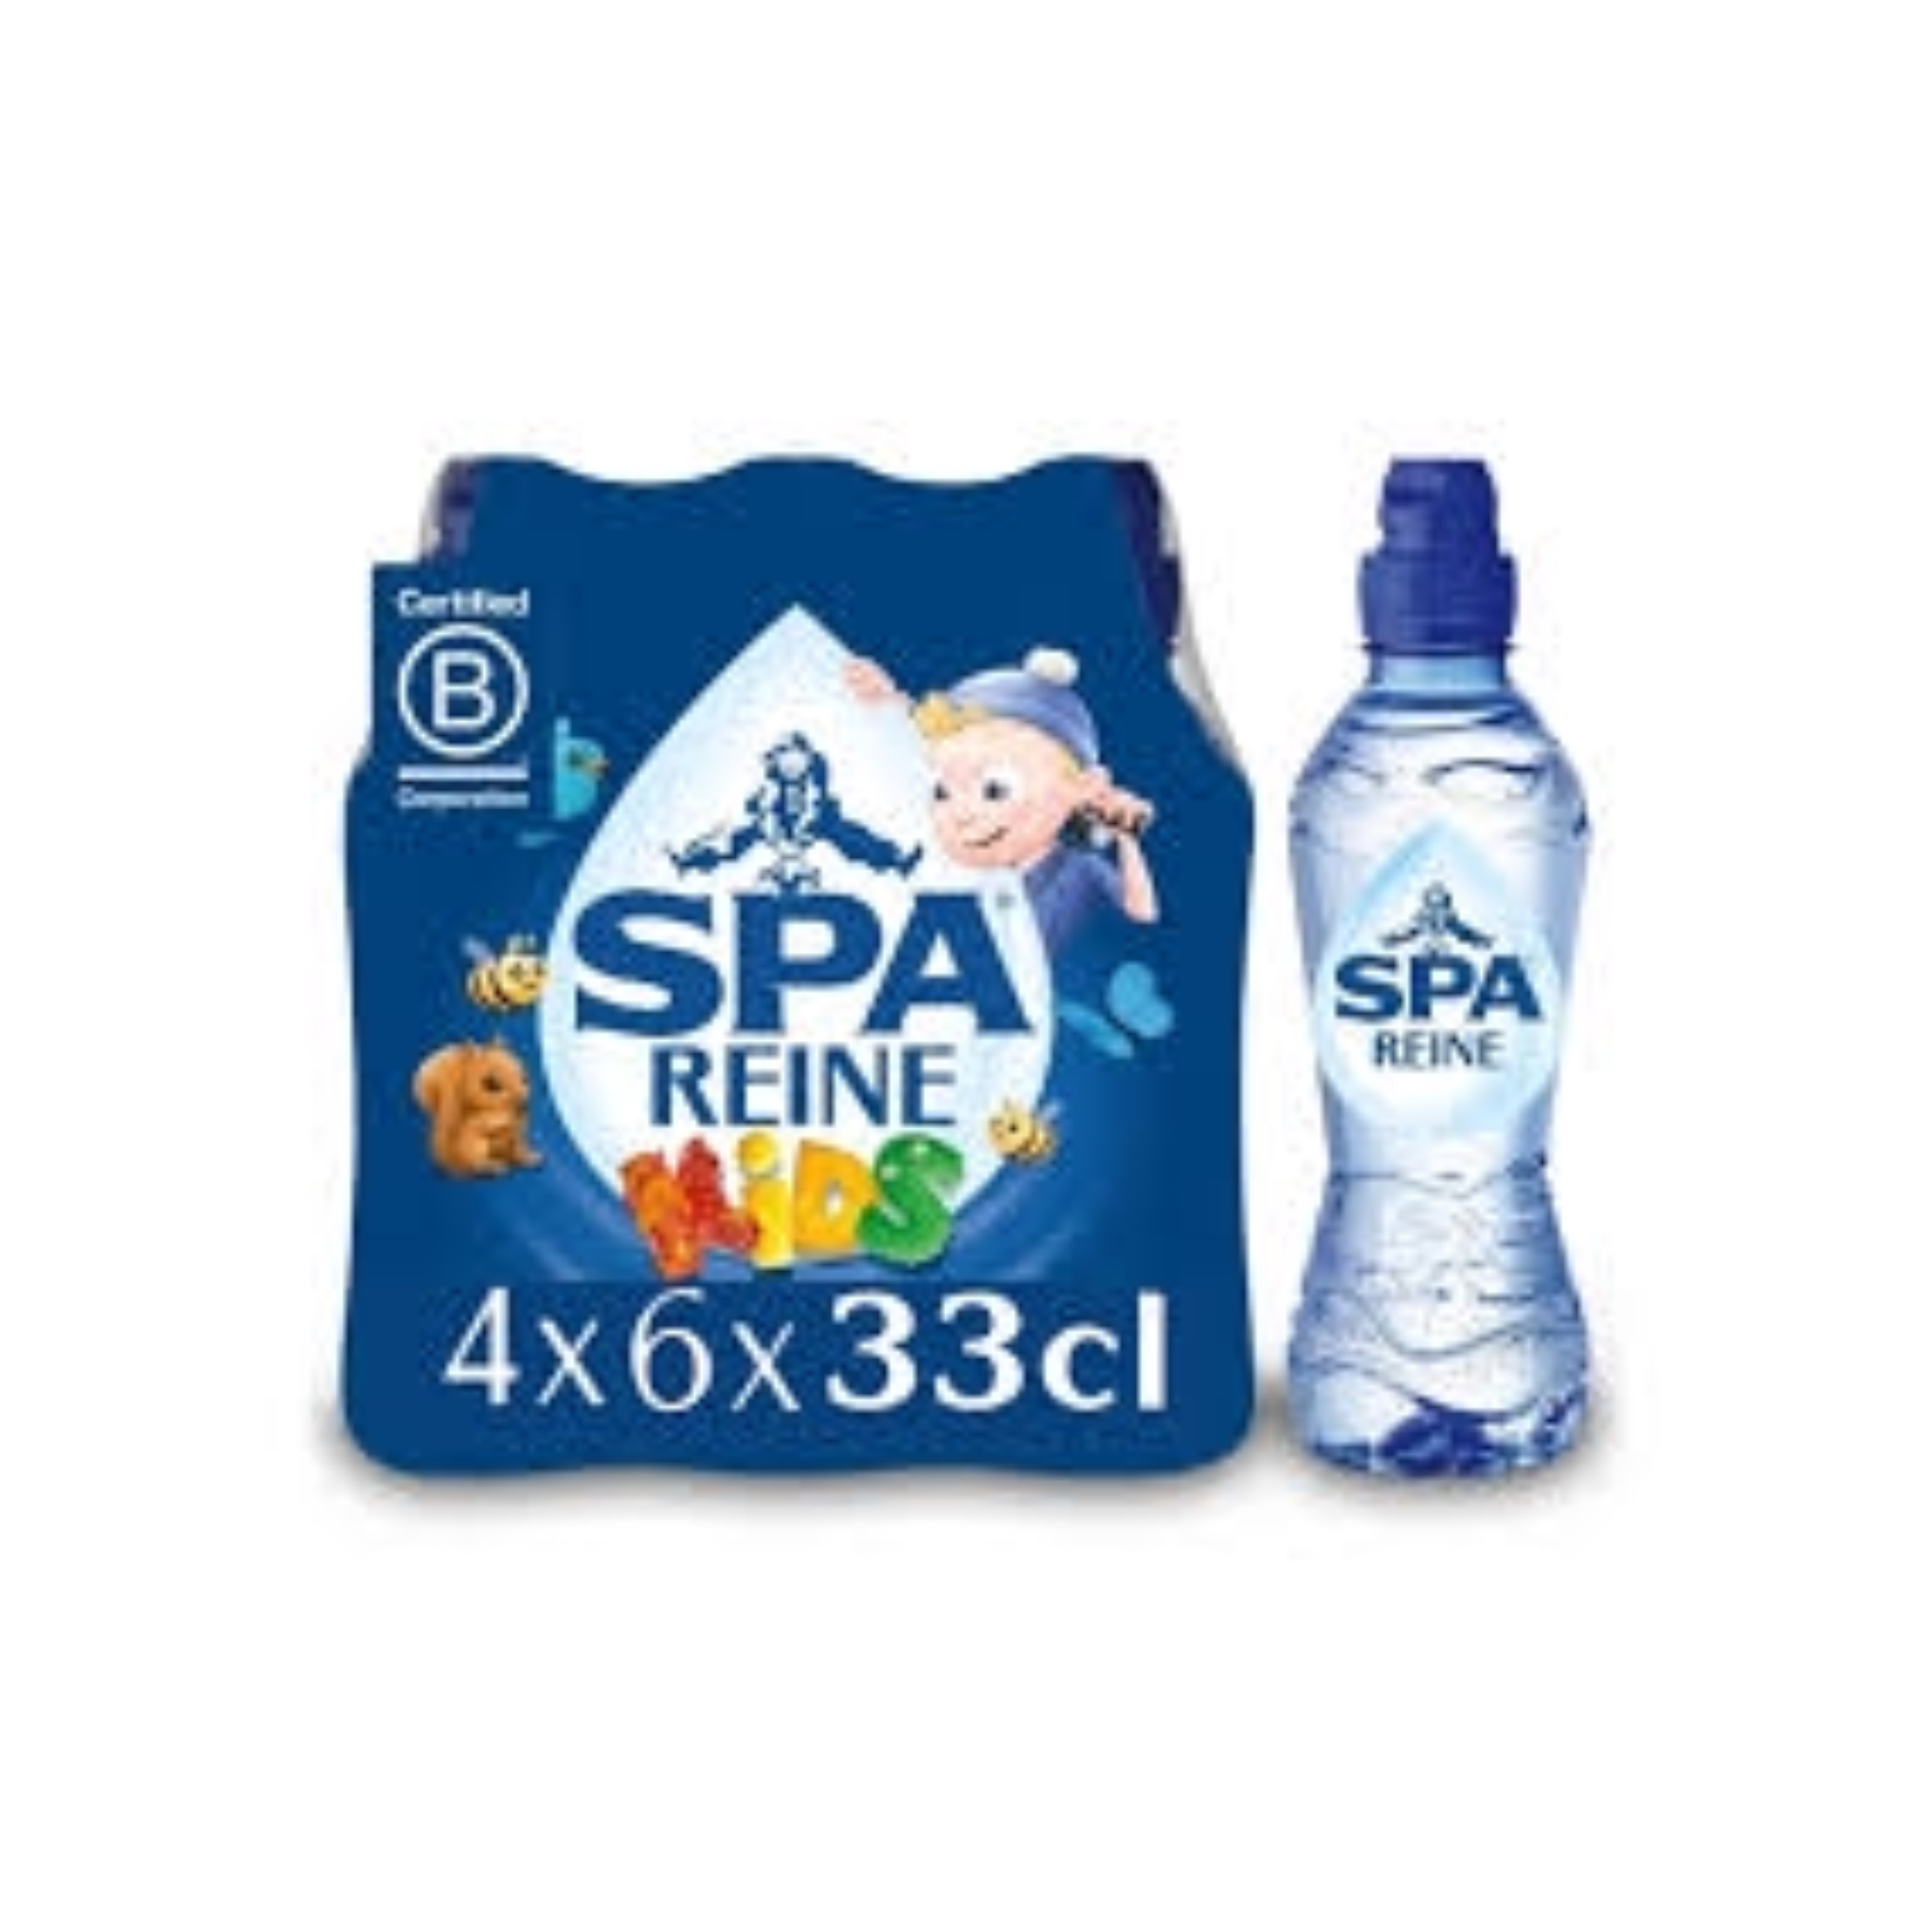 Certified
B
Corporation
SPA®
REINE
KiDS
4x6x33cl
SPA
REINE